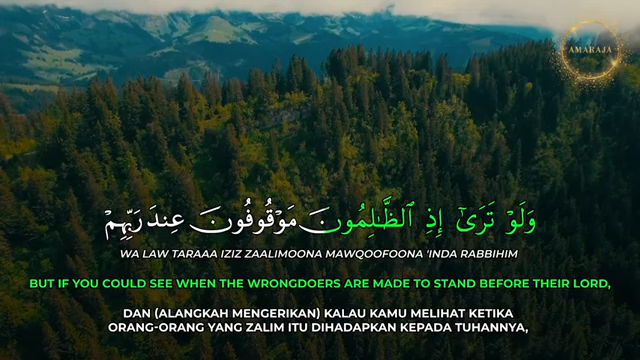 AMARAJA
وَلَوْ تَرَىٰٓ إِذِ ٱلظَّـٰلِمُونَ مَوْقُوفُونَ عِندَ رَبِّهِمْ
WA LAW TARAAA IZIZ ZAALIMOONA MAWQOOFOONA 'INDA RABBIHIM
BUT IF YOU COULD SEE WHEN THE WRONGDOERS ARE MADE TO STAND BEFORE THEIR LORD,
DAN (ALANGKAH MENGERIKAN) KALAU KAMU MELIHAT KETIKA
ORANG-ORANG YANG ZALIM ITU DIHADAPKAN KEPADA TUHANNYA,